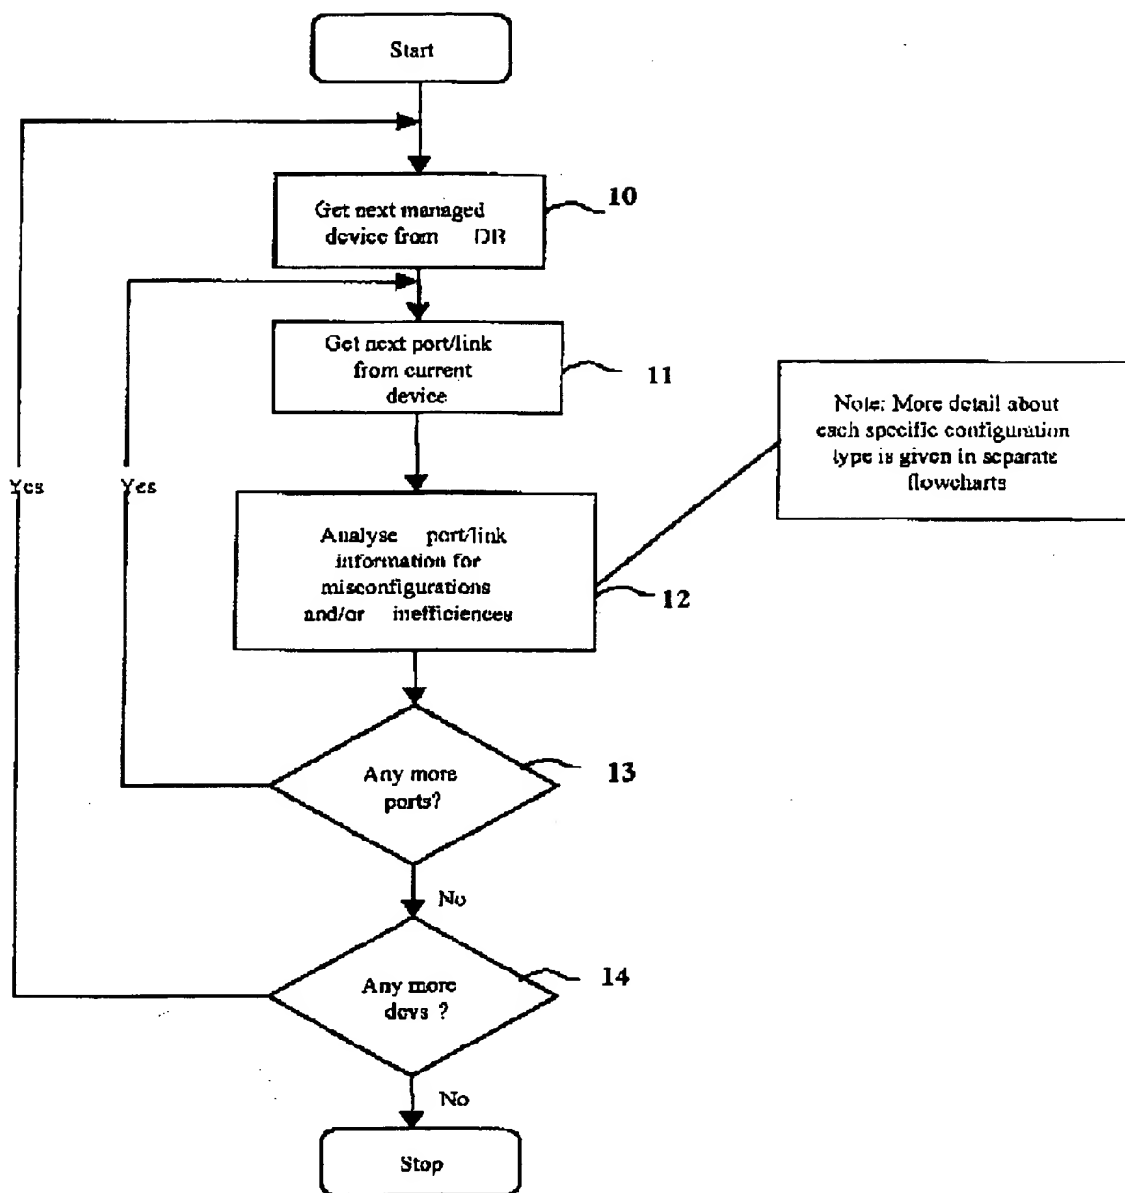 Start
Get next managed
device from DB
10
Get next port/link
from current
device
11
Note: More detail about
each specific configuration
type is given in separate
flowcharts
Yes
Yes
Analyse port/link
information for
misconfigurations
and/or inefficiences
12
Any more
ports?
13
No
Any more
devs ?
14
No
Stop